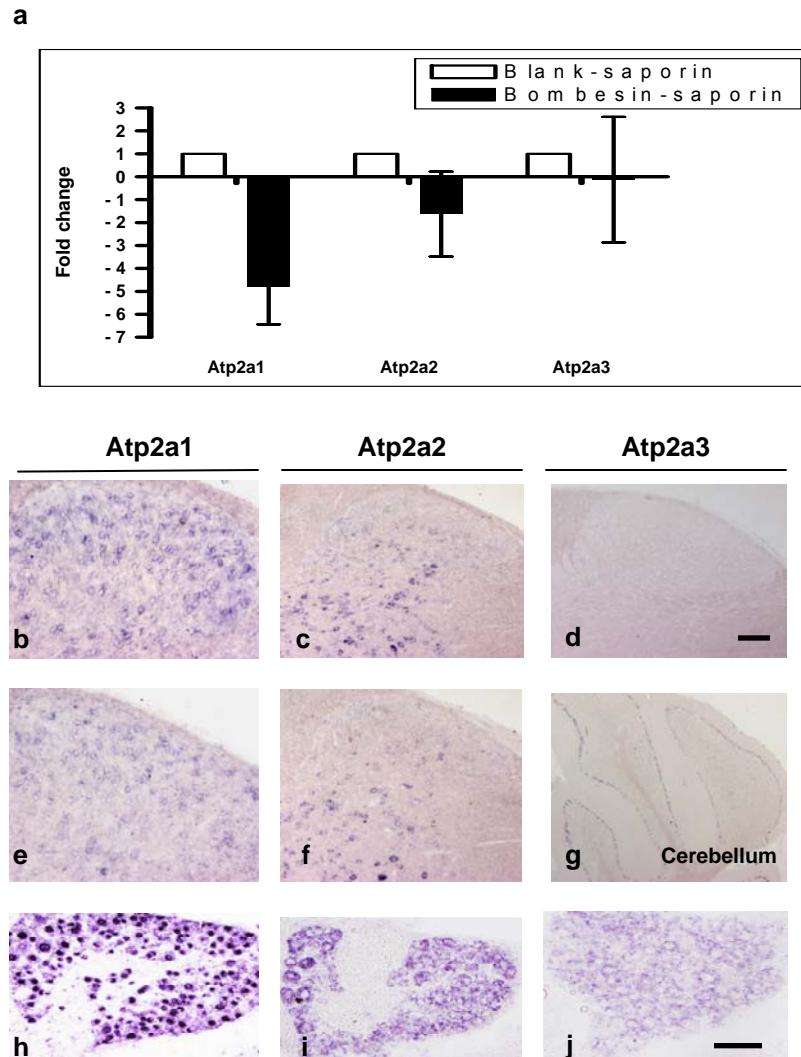 a
Blank-saporin
Bombesin-saporin
3
2
1
0
-1
-2
-3
-4
-5
-6
-7
Fold change
Atp2a1 Atp2a2 Atp2a3
Atp2a1 Atp2a2 Atp2a3
b c d
e f g Cerebellum
h i j